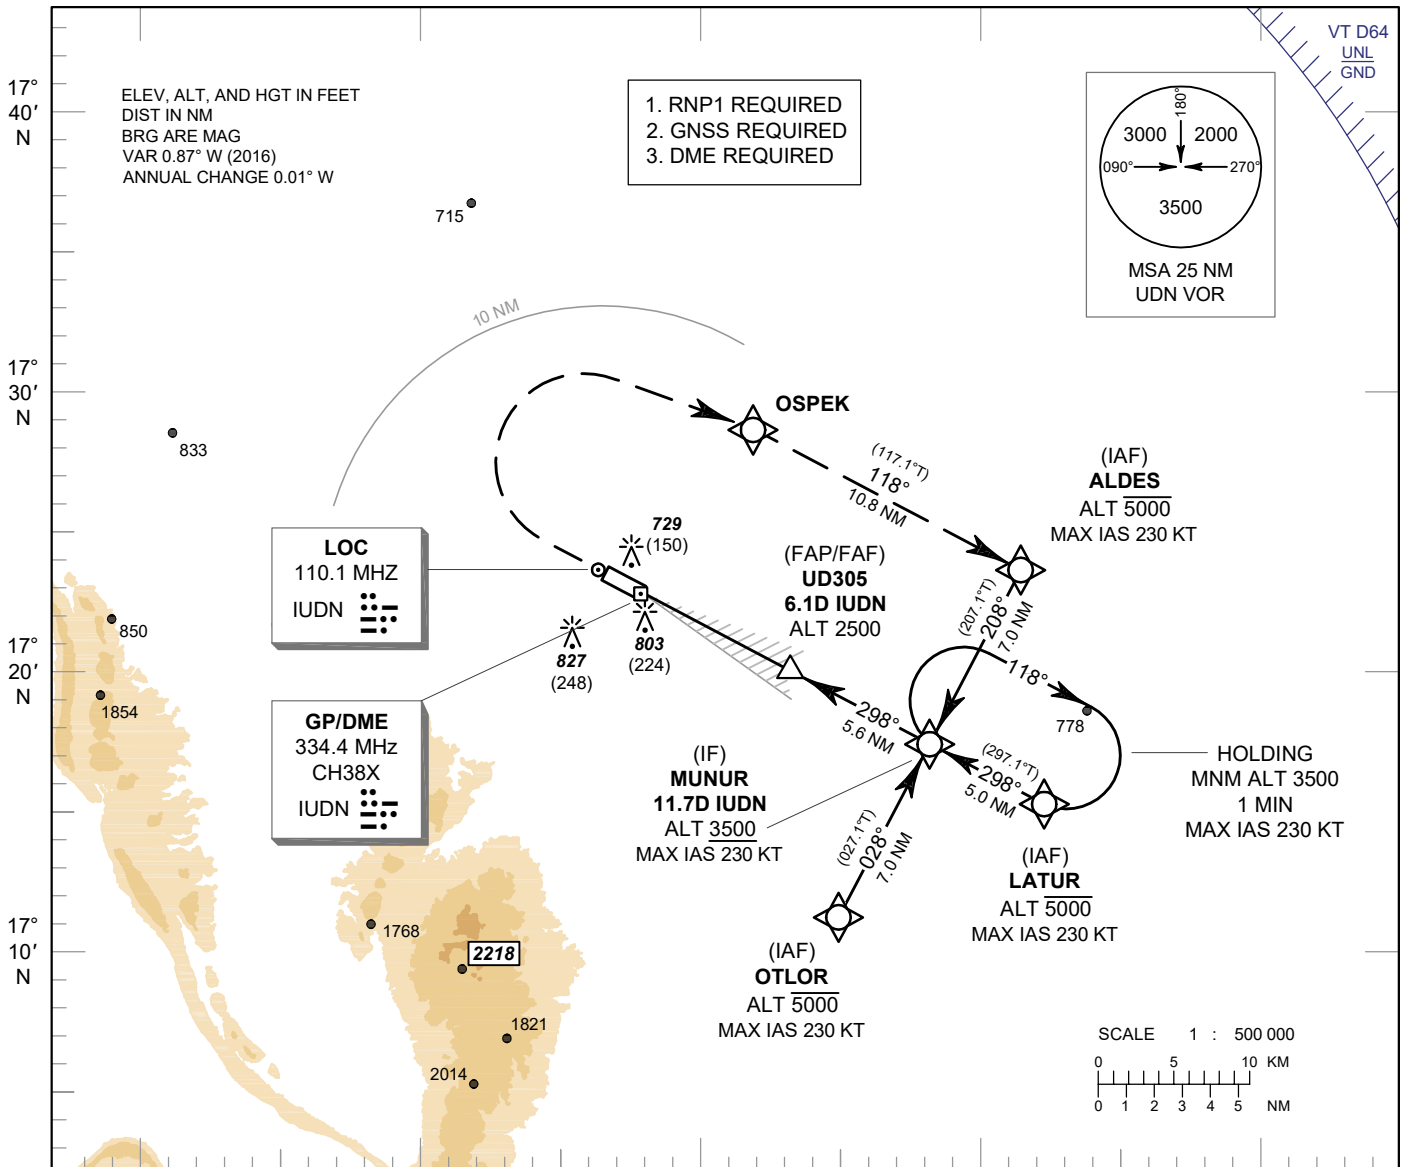 VT D64
UNL
GND
17°
40′
N
ELEV, ALT, AND HGT IN FEET
DIST IN NM
BRG ARE MAG
VAR 0.87° W (2016)
ANNUAL CHANGE 0.01° W
1. RNP1 REQUIRED
2. GNSS REQUIRED
3. DME REQUIRED
180°
3000
2000
090°
270°
3500
MSA 25 NM
UDN VOR
715
10 NM
17°
30′
N
OSPEK
833
(117.1°T)
118°
10.8 NM
(IAF)
ALDES
ALT 5000
MAX IAS 230 KT
729
(150)
LOC
110.1 MHZ
IUDN
(FAP/FAF)
UD305
6.1D IUDN
ALT 2500
(207.1°T)
208°
7.0 NM
850
827
(248)
803
(224)
17°
20′
N
118°
778
1854
GP/DME
334.4 MHz
CH38X
IUDN
298°
5.6 NM
(297.1°T)
298°
5.0 NM
HOLDING
MNM ALT 3500
1 MIN
MAX IAS 230 KT
(IF)
MUNUR
11.7D IUDN
ALT 3500
MAX IAS 230 KT
(027.1°T)
028°
7.0 NM
(IAF)
LATUR
ALT 5000
MAX IAS 230 KT
17°
10′
N
1768
2218
(IAF)
OTLOR
ALT 5000
MAX IAS 230 KT
1821
2014
SCALE 1 : 500 000
0 5 10 KM
0 1 2 3 4 5 NM